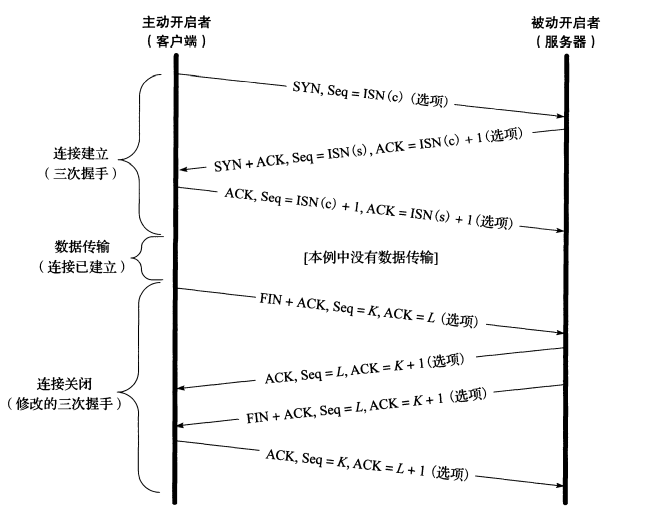 主动开启者
（客户端）
被动开启者
（服务器）
SYN, Seq = ISN(c) (选项)
SYN + ACK, Seq = ISN(s), ACK = ISN(c) + 1(选项)
连接建立
（三次握手）
ACK, Seq = ISN(c) + 1, ACK = ISN(s) + 1(选项)
数据传输
（连接已建立）
[本例中没有数据传输]
FIN + ACK, Seq = K, ACK = L (选项)
ACK, Seq = L, ACK = K + 1(选项)
连接关闭
（修改的三次握手）
FIN + ACK, Seq = L, ACK = K + 1 (选项)
ACK, Seq = K, ACK = L + 1 (选项)